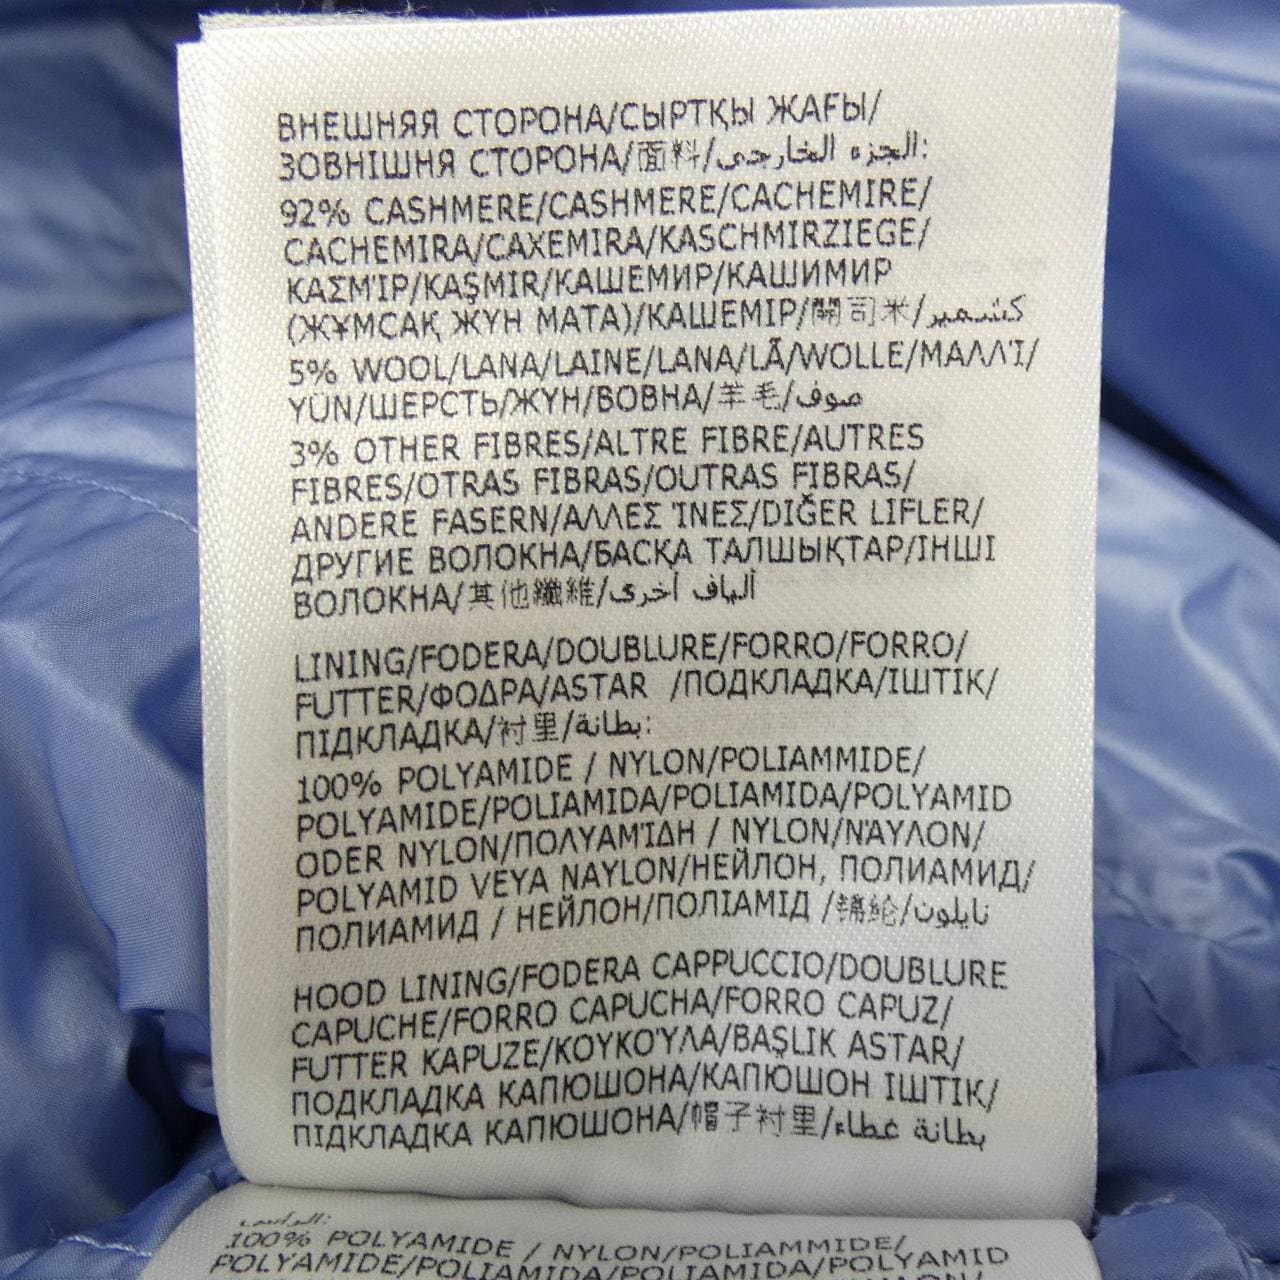 ВНЕШНЯЯ СТОРОНА/СЫРТҚЫ ЖАҒЫ/
ЗОВНІШНЯ СТОРОНА/面料/الجزء الخارجي:
92% CASHMERE/CASHMERE/CACHEMIRE/
CACHEMIRA/CAXEMIRA/KASCHMIRZIEGE/
ΚΑΣΜΊΡ/KAŞMIR/КАШЕМИР/КАШИМИР
(ЖҰМСАҚ ЖҮН МАТА)/КАШЕМІР/開司米/كشمير
5% WOOL/LANA/LAINE/LANA/LÃ/WOLLE/ΜΑΛΛΊ/
YÜN/ШЕРСТЬ/ЖҮН/ВОВНА/羊毛/صوف
3% OTHER FIBRES/ALTRE FIBRE/AUTRES
FIBRES/OTRAS FIBRAS/OUTRAS FIBRAS/
ANDERE FASERN/ΑΛΛΕΣ ΊΝΕΣ/DIĞER LIFLER/
ДРУГИЕ ВОЛОКНА/БАСҚА ТАЛШЫҚТАР/ІНШІ
ВОЛОКНА/其他纖維/ألياف أخرى
LINING/FODERA/DOUBLURE/FORRO/FORRO/
FUTTER/ΦΟΔΡΑ/ASTAR /ПОДКЛАДКА/ІШТІК/
ПІДКЛАДКА/衬里/بطانة:
100% POLYAMIDE / NYLON/POLIAMMIDE/
POLYAMIDE/POLIAMIDA/POLIAMIDA/POLYAMID
ODER NYLON/ΠΟΛΥΑΜΊΔΗ / NYLON/ΝΆΥΛΟΝ/
POLYAMID VEYA NAYLON/НЕЙЛОН, ПОЛИАМИД/
ПОЛИАМИД / НЕЙЛОН/ПОЛІАМІД /锦纶/نايلون
HOOD LINING/FODERA CAPPUCCIO/DOUBLURE
CAPUCHE/FORRO CAPUCHA/FORRO CAPUZ/
FUTTER KAPUZE/ΚΟΥΚΟΎΛΑ/BAŞLIK ASTAR/
ПОДКЛАДКА КАПЮШОНА/КАПЮШОН ІШТІК/
ПІДКЛАДКА КАПЮШОНА/帽子衬里/بطانة غطاء
الرأس:
100% POLYAMIDE / NYLON/POLIAMMIDE/
POLYAMIDE/POLIAMIDA/POLIAMIDA/POLYAMID